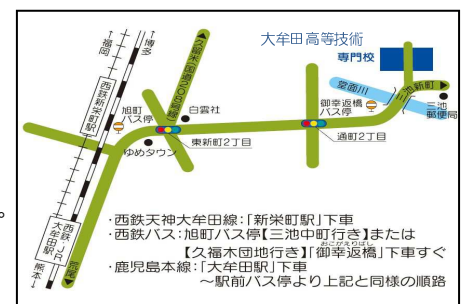 大牟田高等技術
専門校
←福岡
←博多
久留米(国道208号線)
堂面川
三池新町
西鉄新栄町駅
旭町
バス停
白雲社
御幸返橋
バス停
三池
郵便局
東新町2丁目
通町2丁目
ゆめタウン
西鉄・JR
大牟田駅
熊本→
荒尾
・西鉄天神大牟田線:「新栄町駅」下車
・西鉄バス:旭町バス停【三池中町行き】または
おこがえりばし
【久福木団地行き】「御幸返橋」下車すぐ
・鹿児島本線:「大牟田駅」下車
～駅前バス停より上記と同様の順路
。